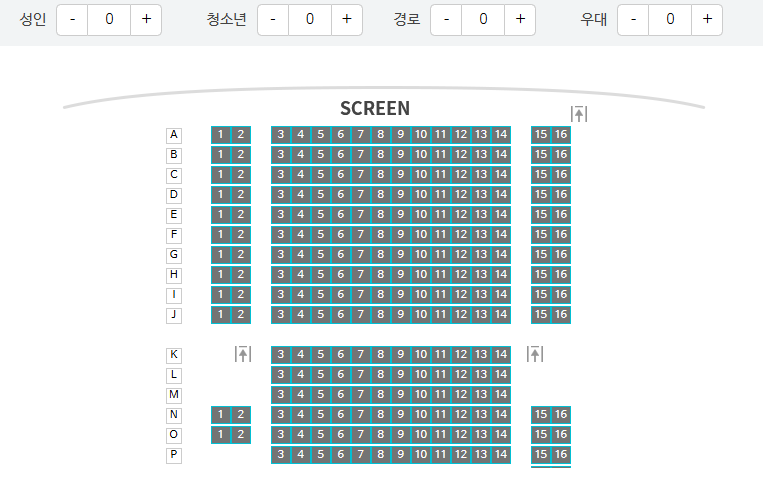 성인 - 0 + 청소년 - 0 + 경로 - 0 + 우대 - 0 +
SCREEN
A 1 2 3 4 5 6 7 8 9 10 11 12 13 14 15 16
B 1 2 3 4 5 6 7 8 9 10 11 12 13 14 15 16
C 1 2 3 4 5 6 7 8 9 10 11 12 13 14 15 16
D 1 2 3 4 5 6 7 8 9 10 11 12 13 14 15 16
E 1 2 3 4 5 6 7 8 9 10 11 12 13 14 15 16
F 1 2 3 4 5 6 7 8 9 10 11 12 13 14 15 16
G 1 2 3 4 5 6 7 8 9 10 11 12 13 14 15 16
H 1 2 3 4 5 6 7 8 9 10 11 12 13 14 15 16
I 1 2 3 4 5 6 7 8 9 10 11 12 13 14 15 16
J 1 2 3 4 5 6 7 8 9 10 11 12 13 14 15 16
K 3 4 5 6 7 8 9 10 11 12 13 14
L 3 4 5 6 7 8 9 10 11 12 13 14
M 3 4 5 6 7 8 9 10 11 12 13 14
N 1 2 3 4 5 6 7 8 9 10 11 12 13 14 15 16
O 1 2 3 4 5 6 7 8 9 10 11 12 13 14 15 16
P 3 4 5 6 7 8 9 10 11 12 13 14 15 16